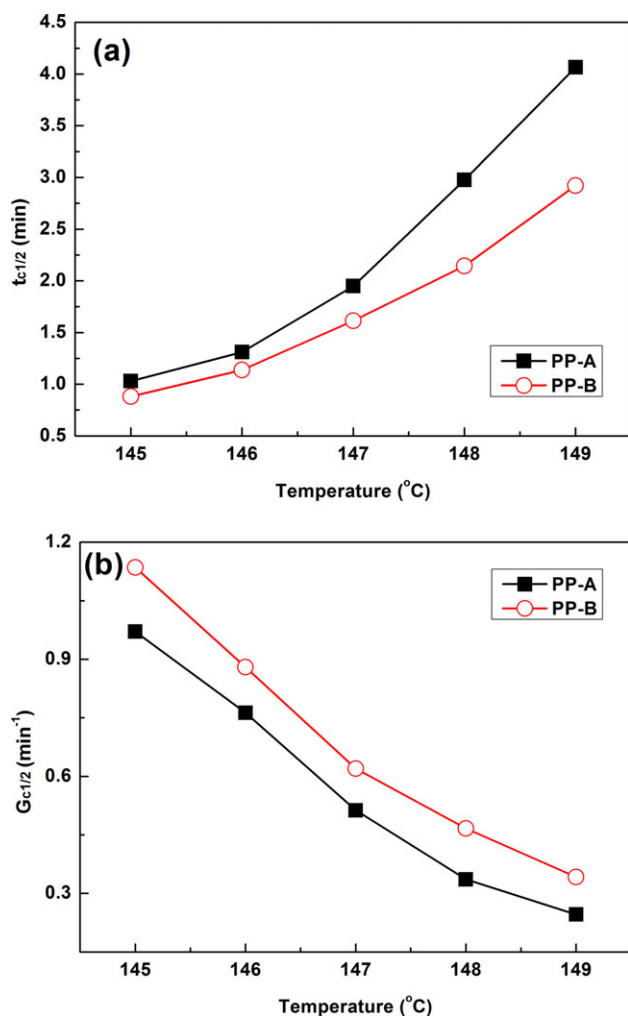 (a)
4.5
4.0
3.5
3.0
2.5
2.0
1.5
1.0
0.5
tc1/2 (min)
PP-A
PP-B
145 146 147 148 149
Temperature (oC)
(b)
1.2
0.9
0.6
0.3
Gc1/2 (min-1)
PP-A
PP-B
145 146 147 148 149
Temperature (oC)